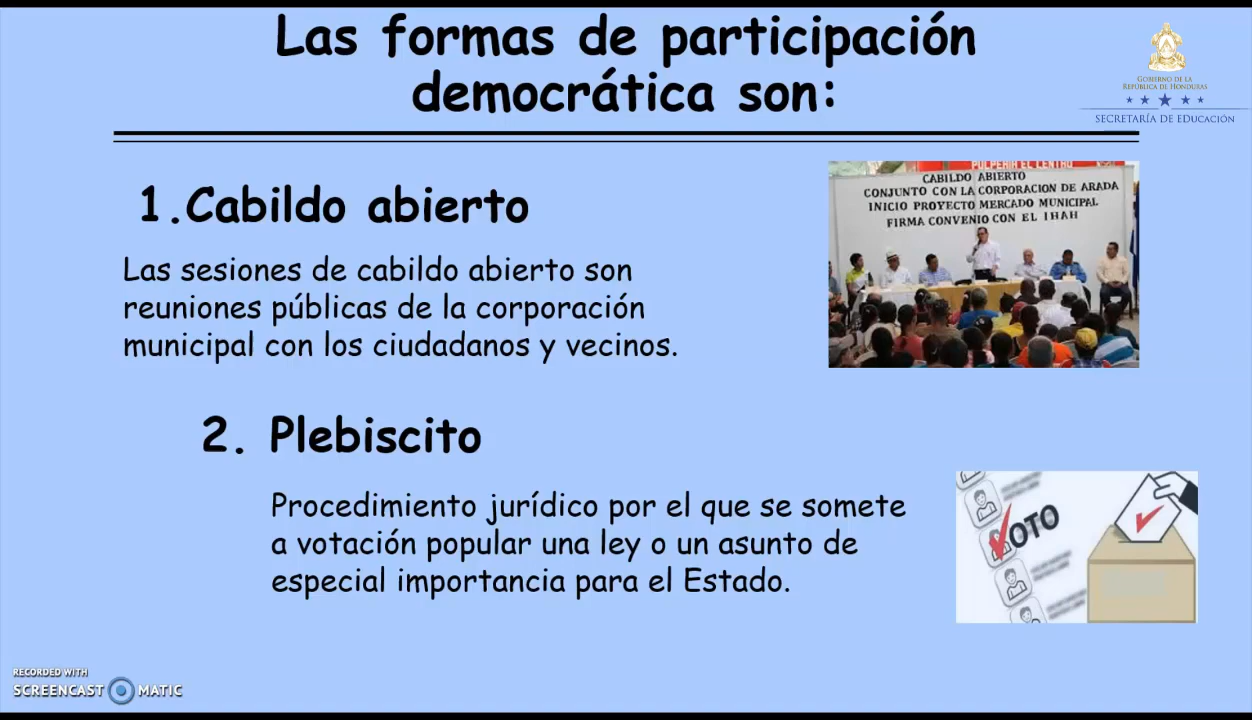 Las formas de participación
democrática son:
GOBIERNO DE LA
REPÚBLICA DE HONDURAS
SECRETARÍA DE EDUCACIÓN
1.Cabildo abierto
Las sesiones de cabildo abierto son
reuniones públicas de la corporación
municipal con los ciudadanos y vecinos.
PULPERIA EL CENTRO
CABILDO ABIERTO
CONJUNTO CON LA CORPORACION DE ARADA
INICIO PROYECTO MERCADO MUNICIPAL
FIRMA CONVENIO CON EL IHAH
2. Plebiscito
Procedimiento jurídico por el que se somete
a votación popular una ley o un asunto de
especial importancia para el Estado.
VOTO
RECORDED WITH
SCREENCAST MATIC